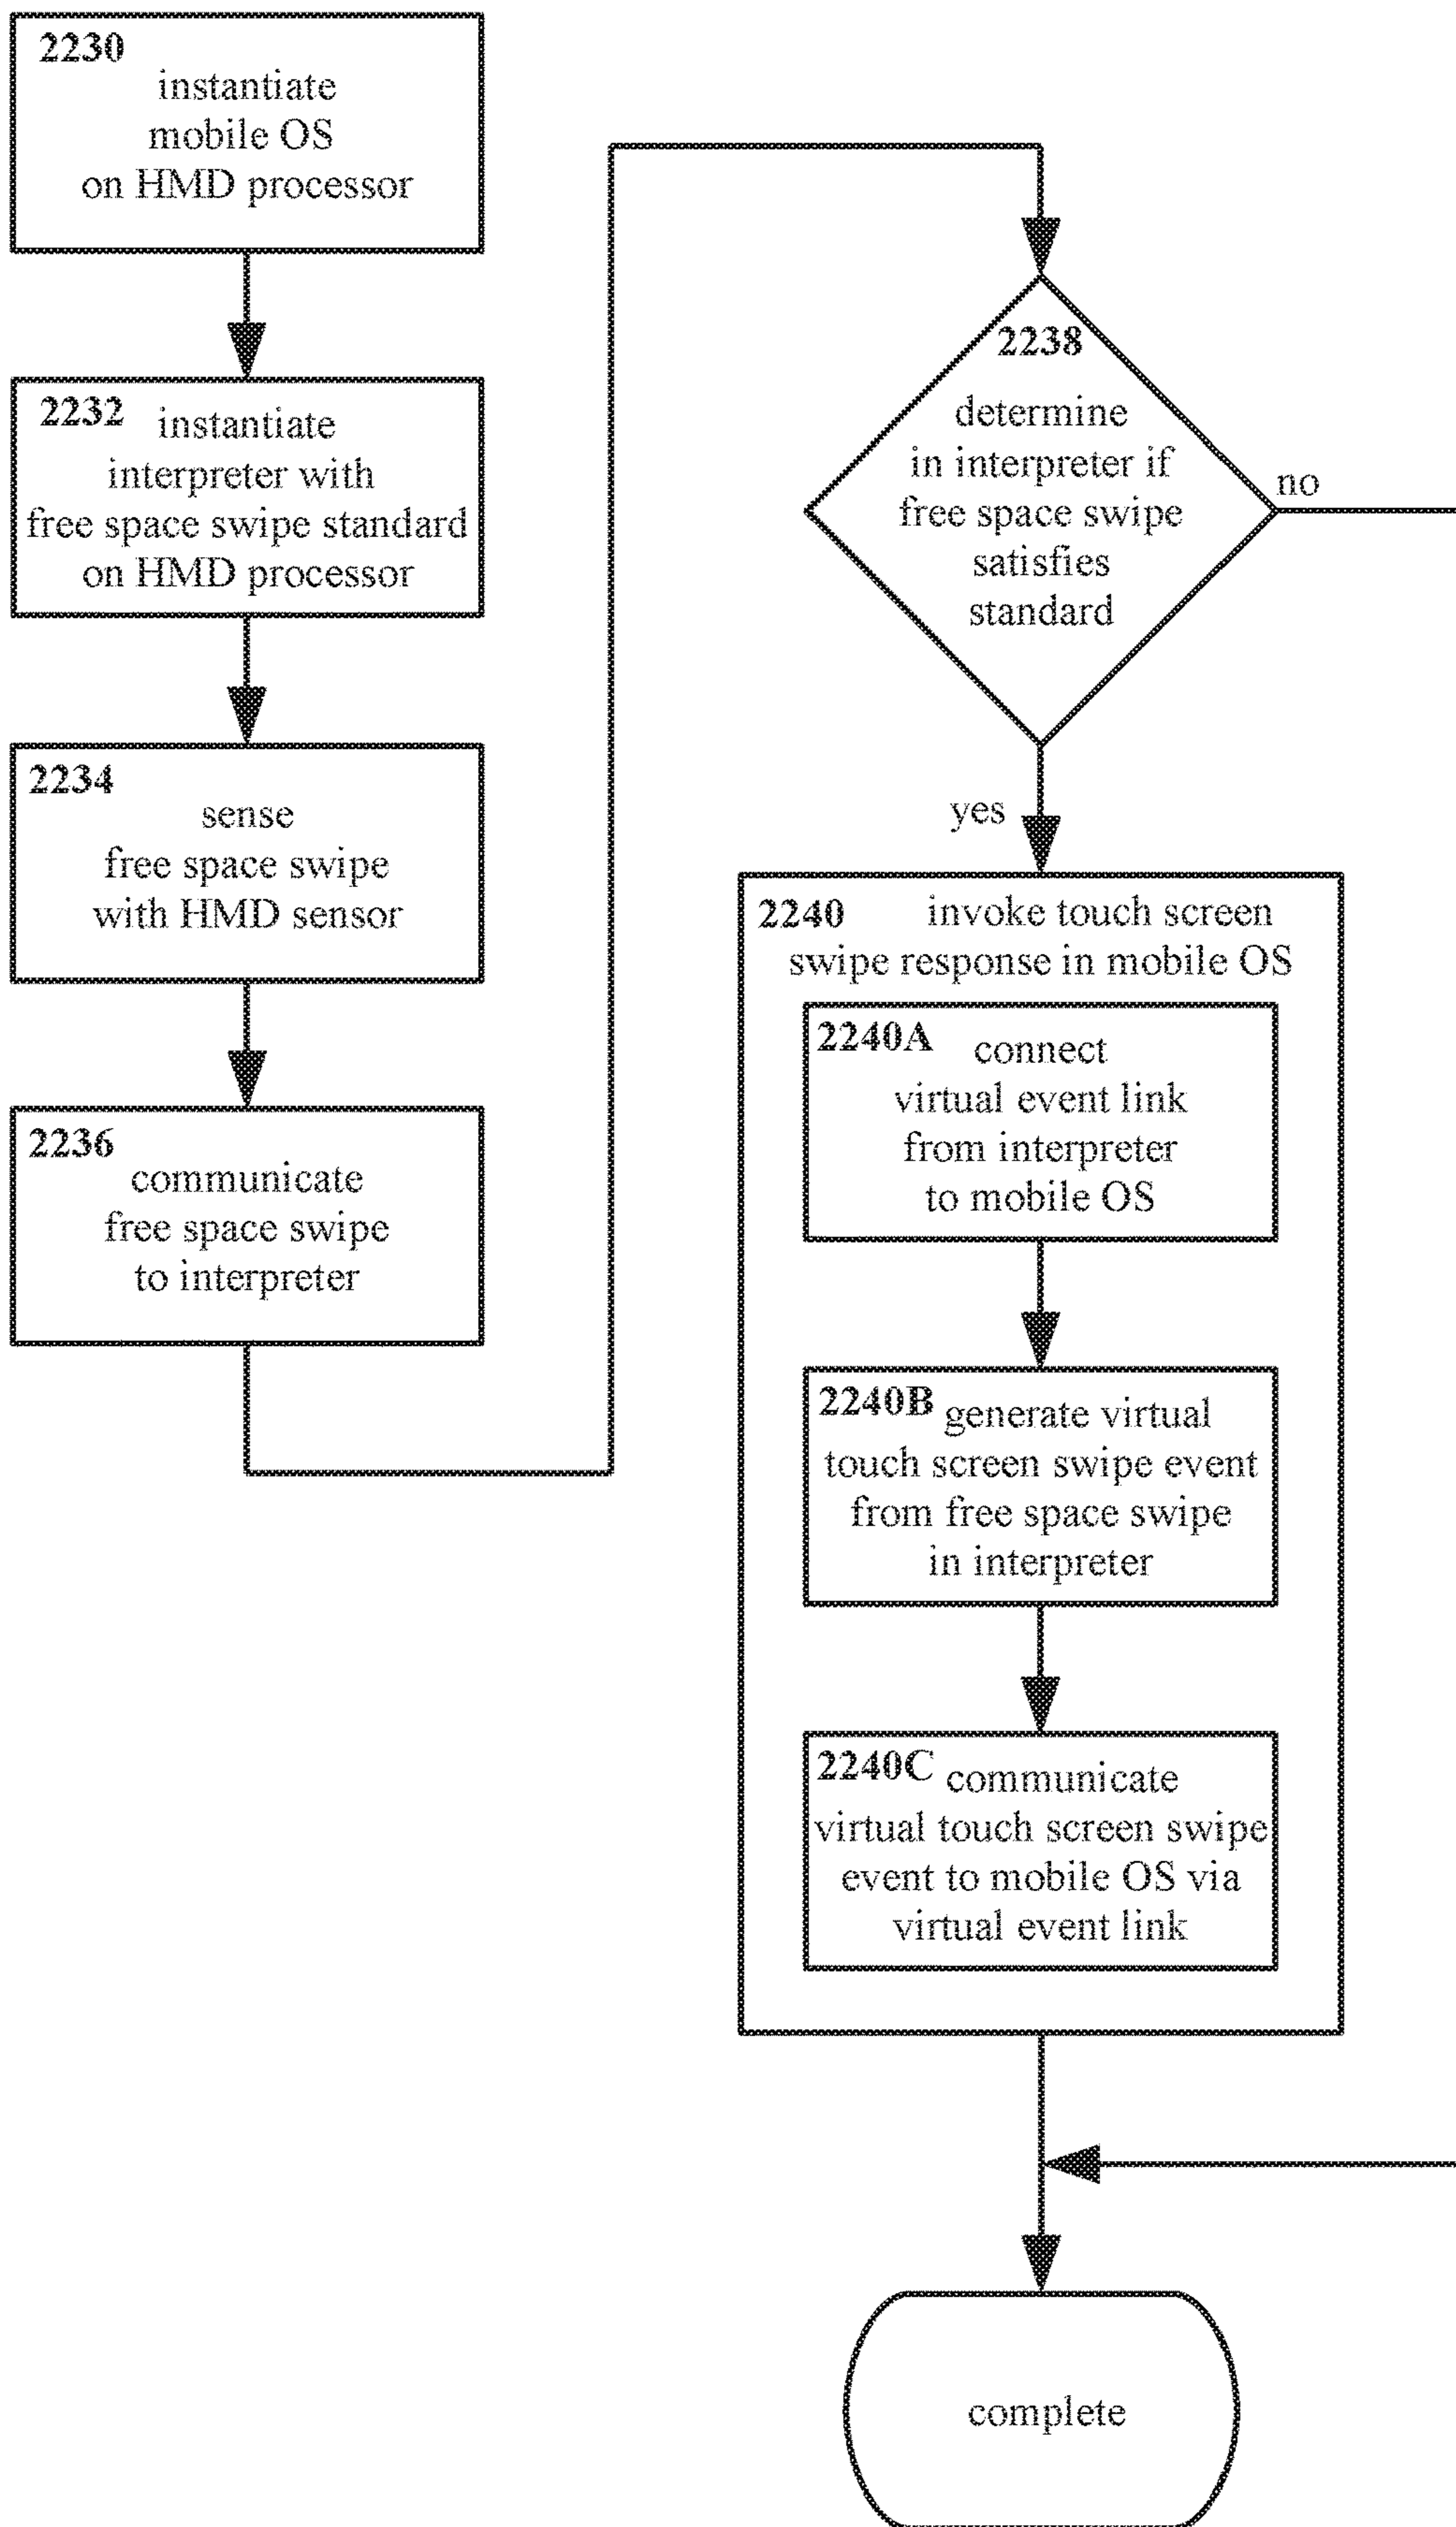 2230
instantiate
mobile OS
on HMD processor
2232 instantiate
interpreter with
free space swipe standard
on HMD processor
2234
sense
free space swipe
with HMD sensor
2236
communicate
free space swipe
to interpreter
2238
determine
in interpreter if
free space swipe
satisfies
standard
no
yes
2240 invoke touch screen
swipe response in mobile OS
2240A connect
virtual event link
from interpreter
to mobile OS
2240B generate virtual
touch screen swipe event
from free space swipe
in interpreter
2240C communicate
virtual touch screen swipe
event to mobile OS via
virtual event link
complete